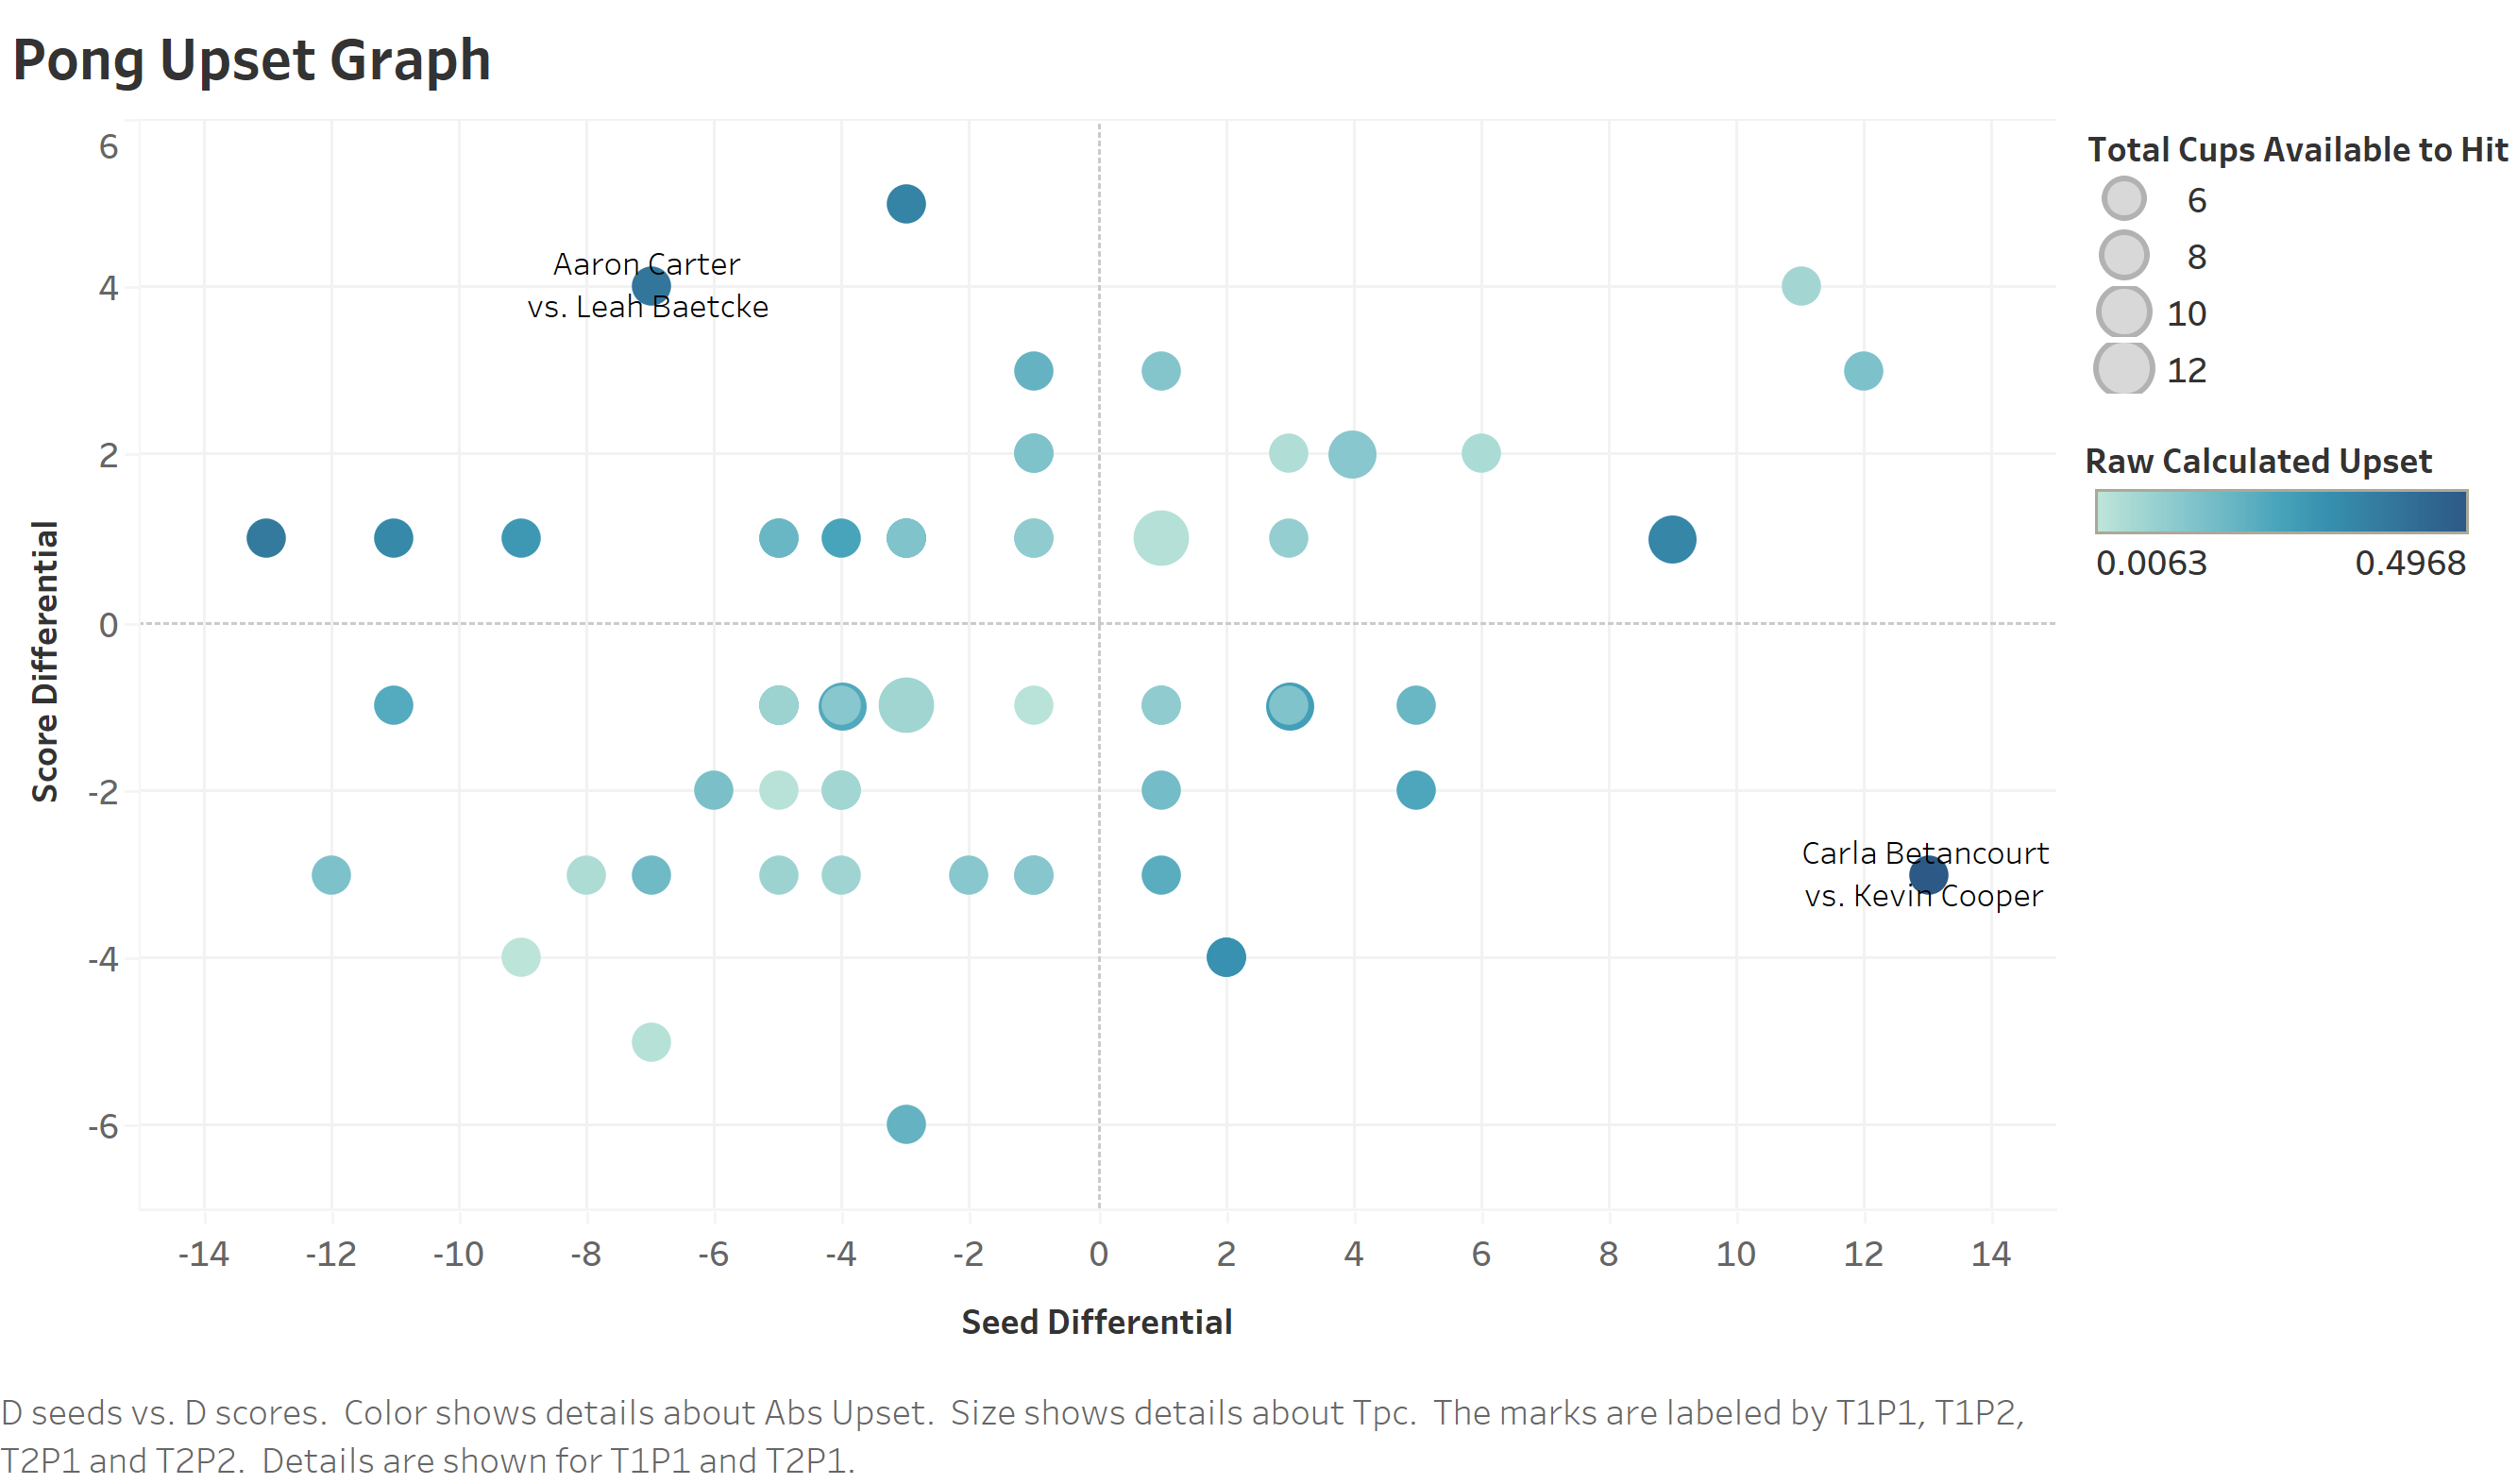 Pong Upset Graph
Total Cups Available to Hit
6
8
10
12
Raw Calculated Upset
0.0063 0.4968
Score Differential
6
4
2
0
-2
-4
-6
Aaron Carter
vs. Leah Baetcke
Carla Betancourt
vs. Kevin Cooper
-14 -12 -10 -8 -6 -4 -2 0 2 4 6 8 10 12 14
Seed Differential
D seeds vs. D scores.  Color shows details about Abs Upset.  Size shows details about Tpc.  The marks are labeled by T1P1, T1P2,
T2P1 and T2P2.  Details are shown for T1P1 and T2P1.